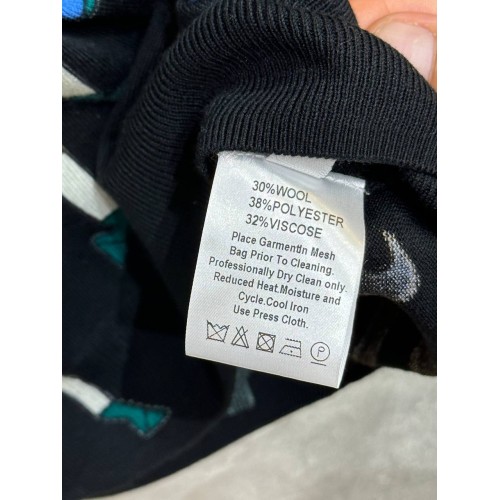 30%WOOL
38%POLYESTER
32%VISCOSE
Place GarmentIn Mesh
Bag Prior To Cleaning.
Professionally Dry Clean only.
Reduced Heat.Moisture and
Cycle.Cool Iron
Use Press Cloth.
P